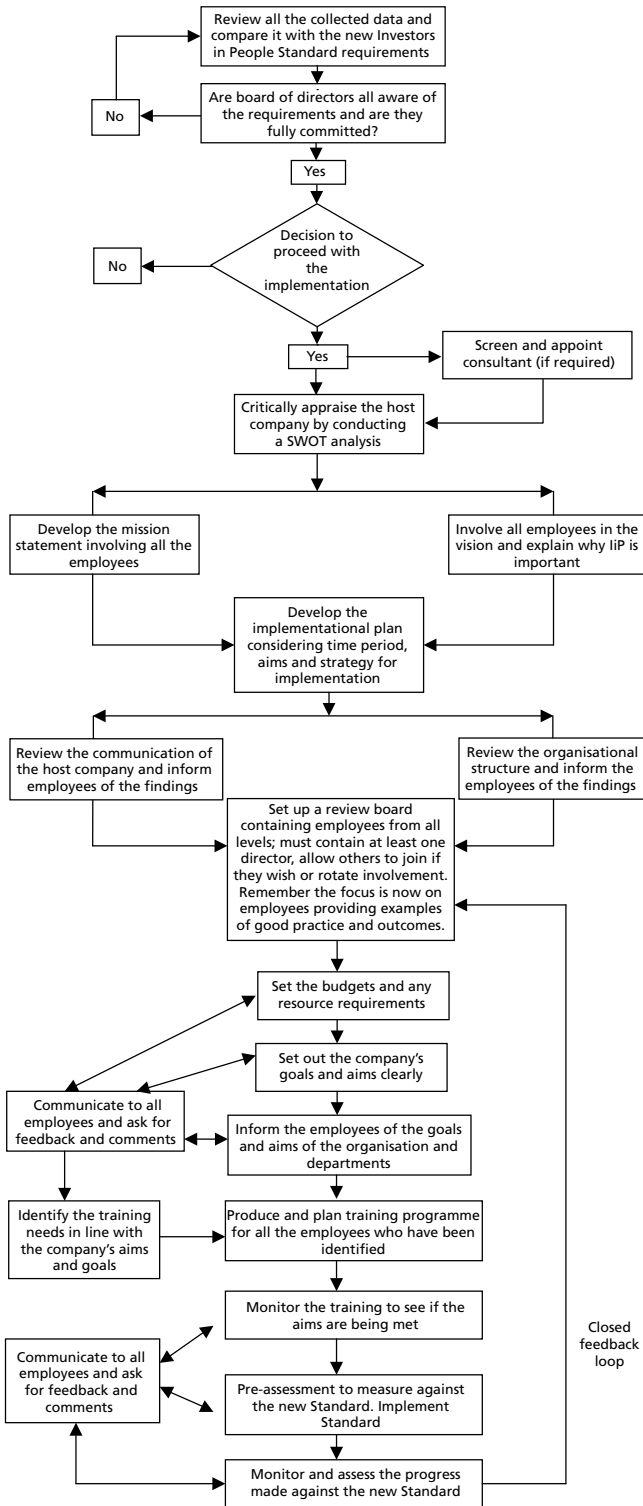 Review all the collected data and
compare it with the new Investors
in People Standard requirements
Are board of directors all aware of
the requirements and are they
fully committed?
No
Yes
Decision to
proceed with
the
implementation
No
Yes
Screen and appoint
consultant (if required)
Critically appraise the host
company by conducting
a SWOT analysis
Develop the mission
statement involving all the
employees
Involve all employees in the
vision and explain why IiP is
important
Develop the
implementational plan
considering time period,
aims and strategy for
implementation
Review the communication of
the host company and inform
employees of the findings
Review the organisational
structure and inform the
employees of the findings
Set up a review board
containing employees from all
levels; must contain at least one
director, allow others to join if
they wish or rotate involvement.
Remember the focus is now on
employees providing examples
of good practice and outcomes.
Set the budgets and any
resource requirements
Set out the company's
goals and aims clearly
Communicate to all
employees and ask for
feedback and comments
Inform the employees of the goals
and aims of the organisation and
departments
Identify the training
needs in line with
the company's aims
and goals
Produce and plan training programme
for all the employees who have been
identified
Monitor the training to see if the
aims are being met
Closed
feedback
loop
Communicate to all
employees and ask
for feedback and
comments
Pre-assessment to measure against
the new Standard. Implement
Standard
Monitor and assess the progress
made against the new Standard